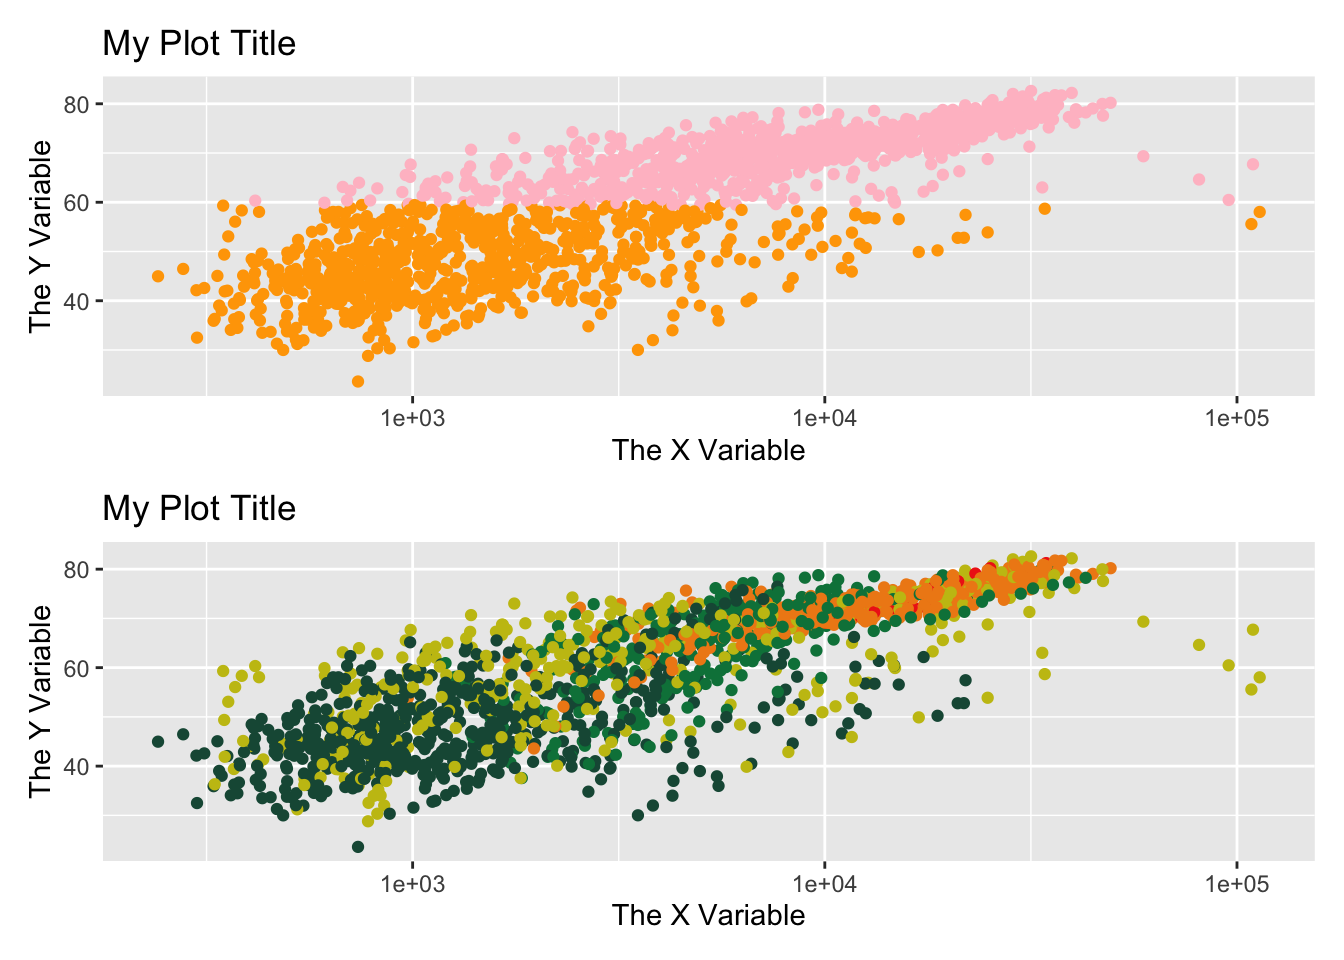 My Plot Title
80
60
40
The Y Variable
1e+03 1e+04 1e+05
The X Variable
My Plot Title
80
60
40
The Y Variable
1e+03 1e+04 1e+05
The X Variable